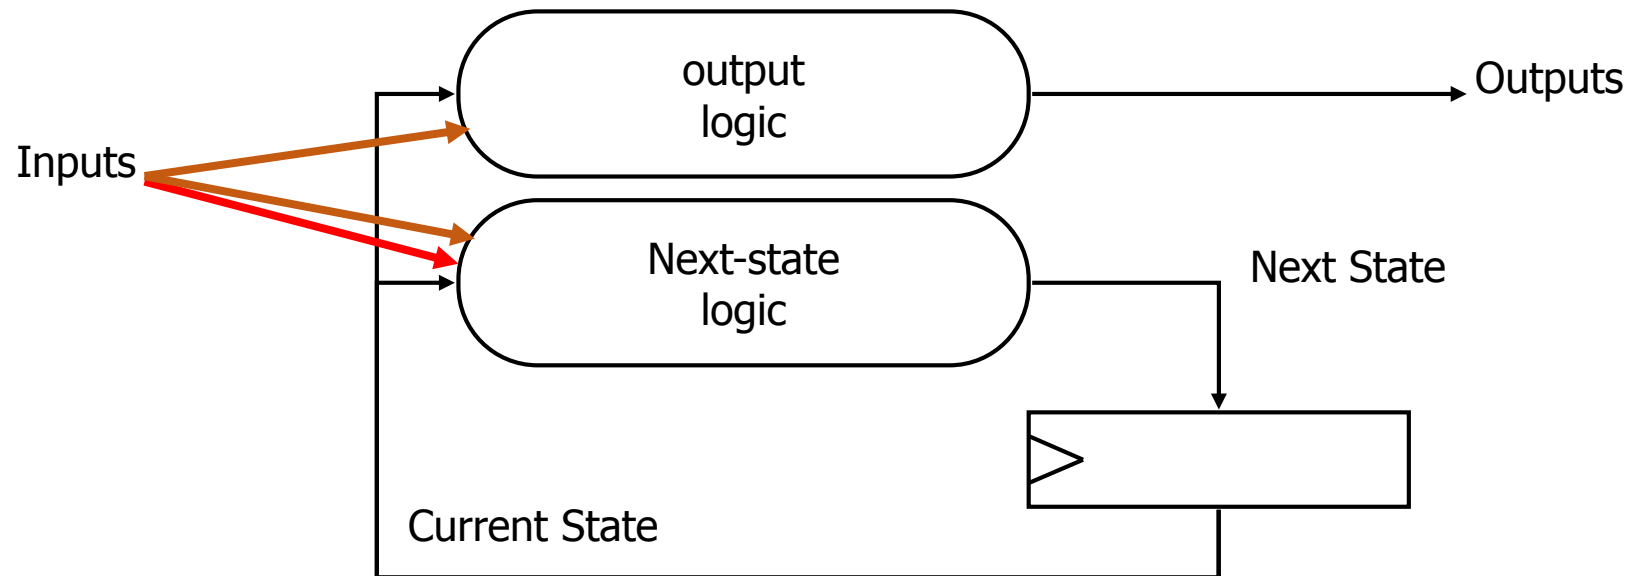 output
logic
Outputs
Inputs
Next-state
logic
Next State
Current State